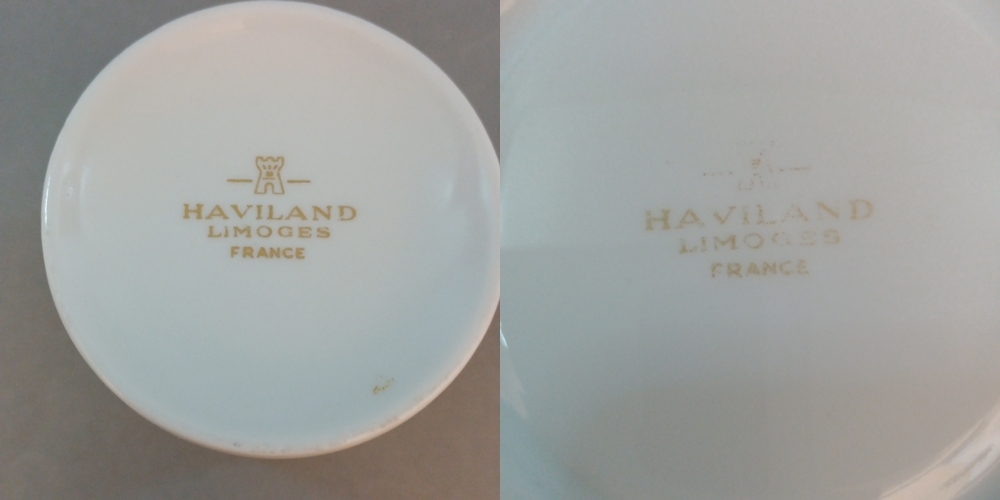 HAVILAND
LIMOGES
FRANCE
HAVILAND
LIMOGES
FRANCE